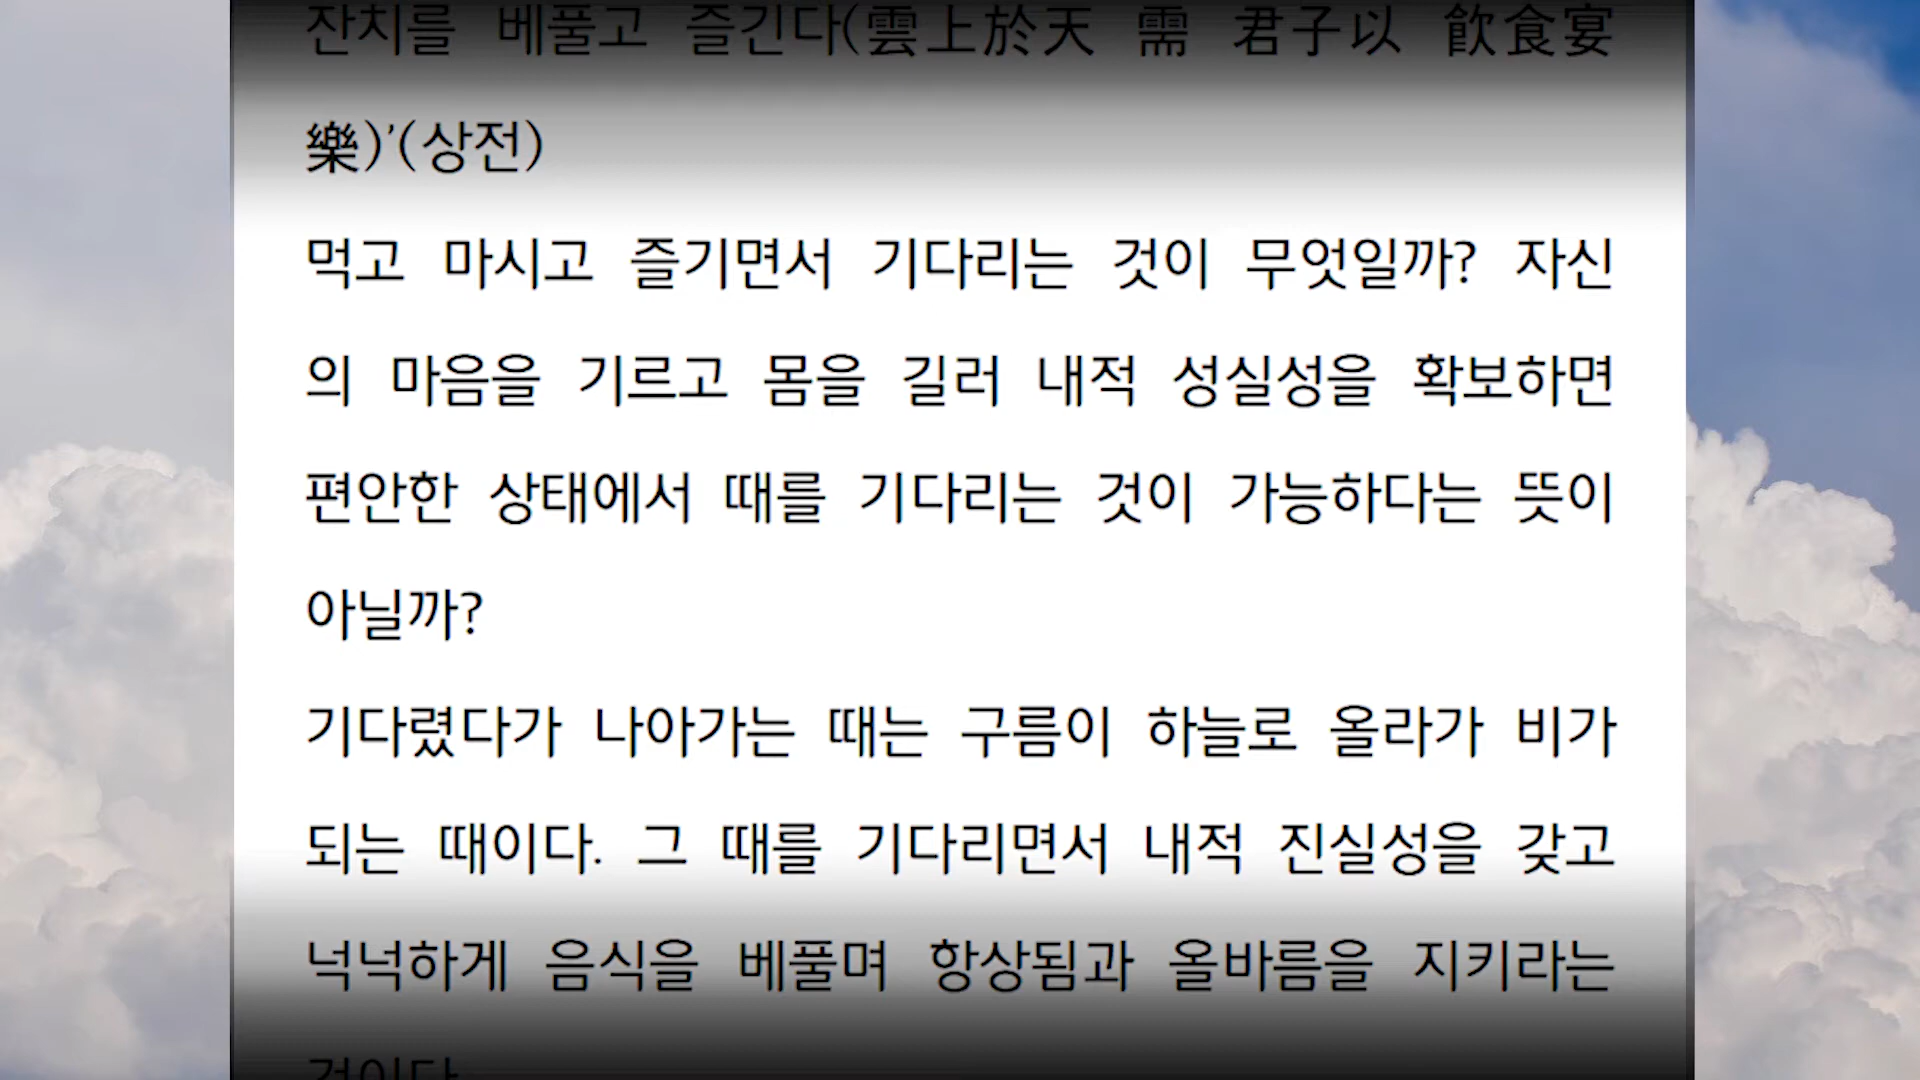 잔치를 베풀고 즐긴다(雲上於天 需 君子以 飮食宴
樂)'(상전)
먹고 마시고 즐기면서 기다리는 것이 무엇일까? 자신
의 마음을 기르고 몸을 길러 내적 성실성을 확보하면
편안한 상태에서 때를 기다리는 것이 가능하다는 뜻이
아닐까?
기다렸다가 나아가는 때는 구름이 하늘로 올라가 비가
되는 때이다. 그 때를 기다리면서 내적 진실성을 갖고
넉넉하게 음식을 베풀며 항상됨과 올바름을 지키라는